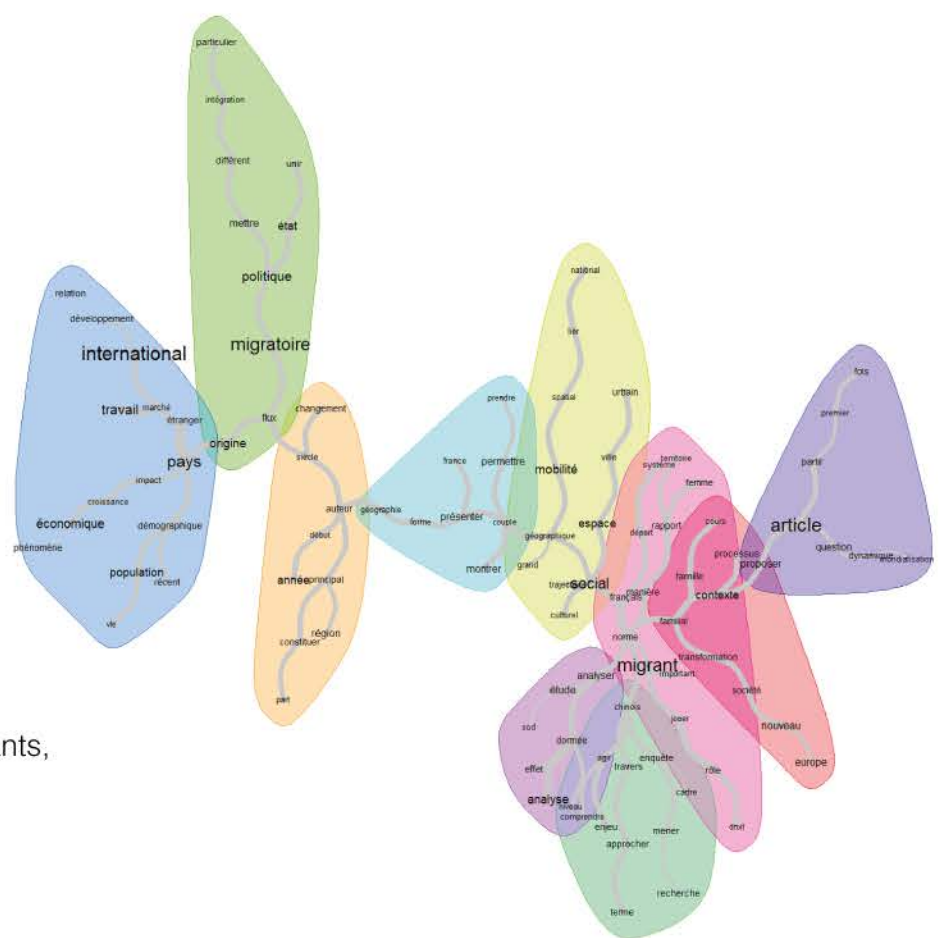 particulier
intégration
différent
unir
mettre
état
politique
migratoire
flux
origine
relation
développement
international
travail
marché
étranger
pays
impact
croissance
économique
phénomène
démographique
population
récent
vie
changement
siècle
auteur
début
année
principal
région
constituer
part
prendre
france
permettre
géographie
forme
présenter
couple
montrer
grand
national
lier
spatial
urbain
mobilité
ville
espace
géographique
social
culturel
territoire
système
femme
départ
rapport
manière
français
norme
migrant
important
jouer
rôle
droit
cours
processus
proposer
famille
contexte
familial
transformation
société
nouveau
europe
fois
premier
partir
article
question
dynamique
mondialisation
analyser
étude
chinois
sud
donnée
effet
analyse
niveau
comprendre
agir
travers
enquête
cadre
enjeu
mener
approcher
recherche
terme
ants,